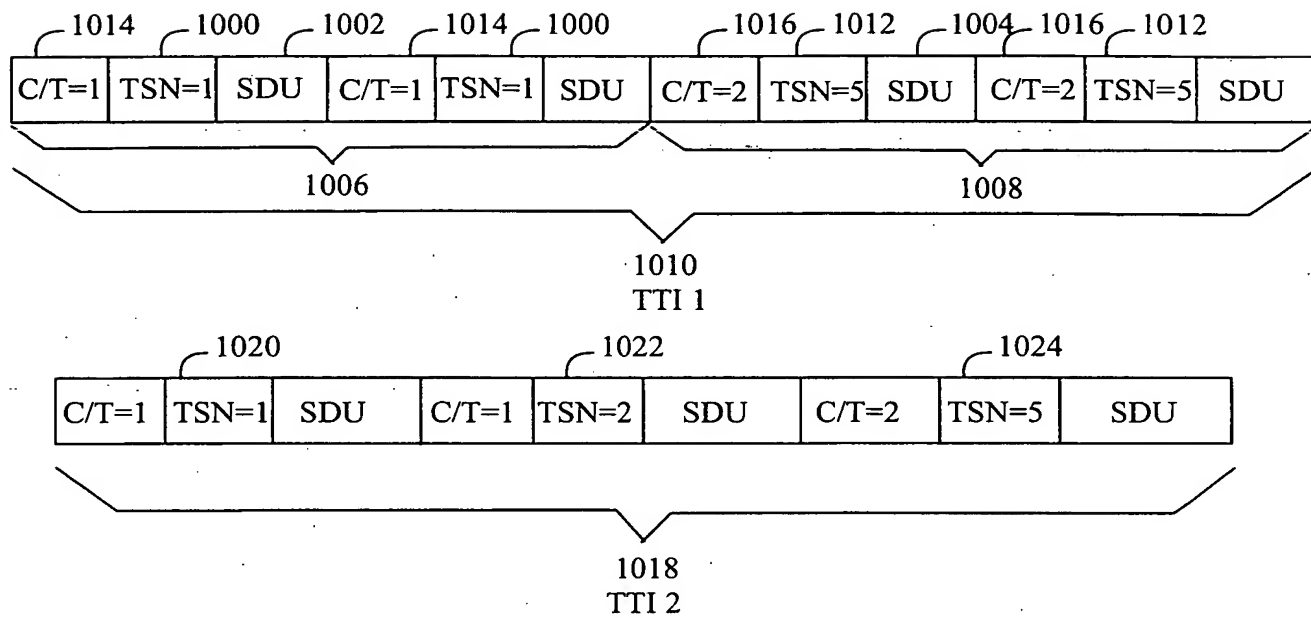 1014 1000 1002 1014 1000 1016 1012 1004 1016 1012
C/T=1 TSN=1 SDU C/T=1 TSN=1 SDU C/T=2 TSN=5 SDU C/T=2 TSN=5 SDU
1006 1008
1010
TTI 1
1020 1022 1024
C/T=1 TSN=1 SDU C/T=1 TSN=2 SDU C/T=2 TSN=5 SDU
1018
TTI 2